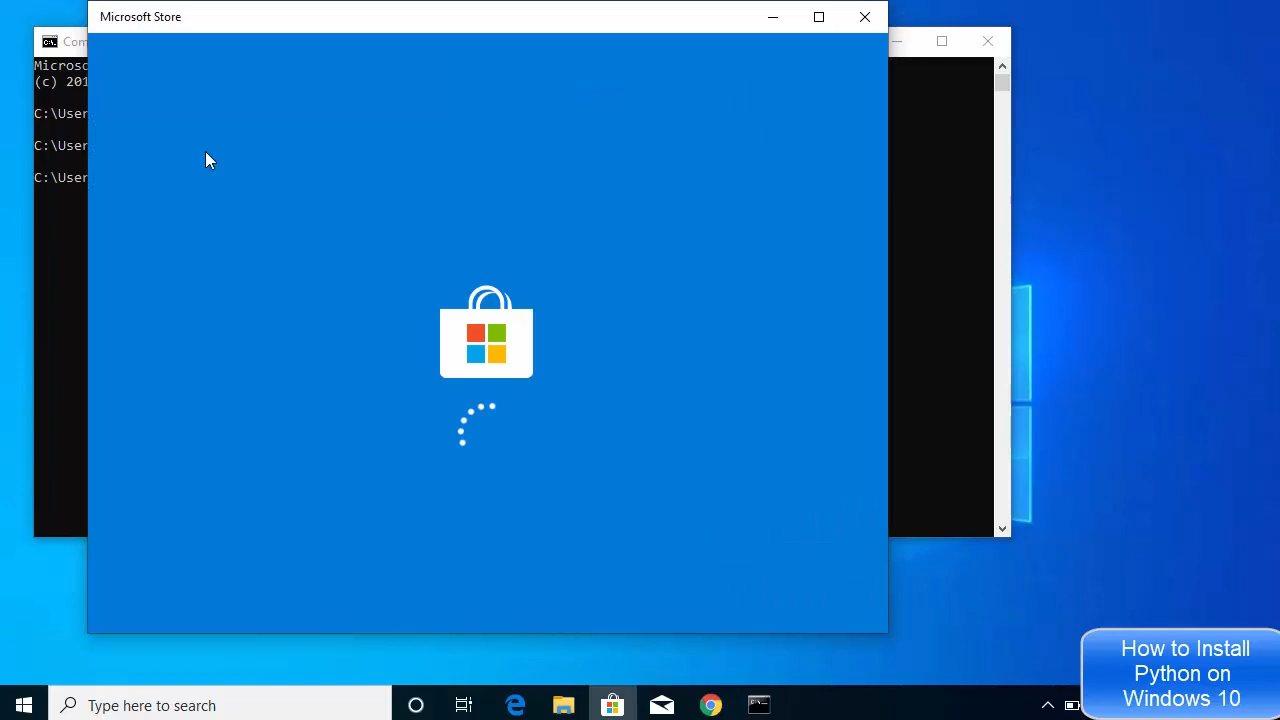 Microsoft Store
Microsc
(c) 201
C:\User
C:\User
C:\User
How to Install
Python on
Windows 10
Type here to search